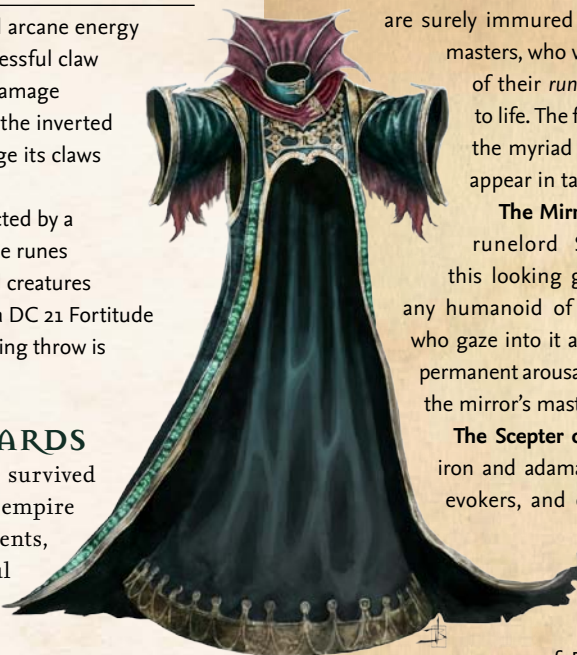 arcane energy
essful claw
amage
the inverted
ge its claws
cted by a
e runes
creatures
DC 21 Fortitude
ing throw is
ARDS
survived
empire
ents,
are surely immured
masters, who
of their run
to life. The
the myriad
appear in
The Mirr
runelord
this looking
any humanoid of
who gaze into it
permanent arousa
the mirror's mast
The Scepter
iron and adama
evokers, and